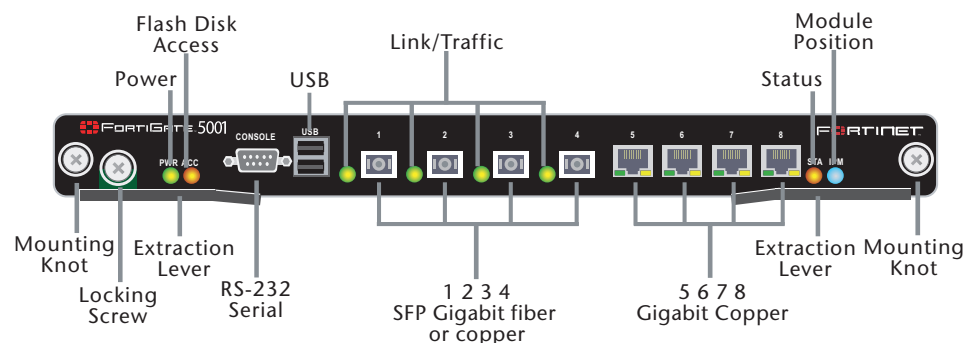 Flash Disk
Access
Power
USB
Link/Traffic
Module
Position
Status
FORTIGATE 5001
CONSOLE
USB
1
2
3
4
5
6
7
8
FORTINET
PWR ACC
STA IPM
Mounting
Knot
Locking
Screw
Extraction
Lever
RS-232
Serial
1 2 3 4
SFP Gigabit fiber
or copper
5 6 7 8
Gigabit Copper
Extraction
Lever
Mounting
Knot